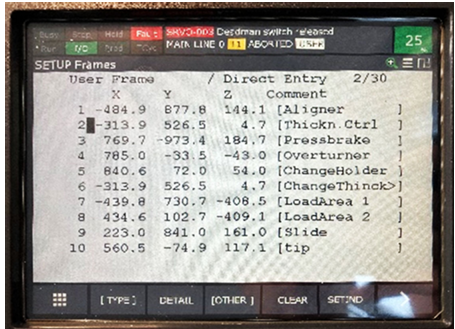 Busy Step Hold Fault SRVO-003 Deadman switch released
Run I/O Prod TCyc MAIN LINE 0 T1 ABORTED USER 25
SETUP Frames
User Frame / Direct Entry 2/30
X Y Z Comment
1 -484.9 877.8 144.1 [Aligner ]
2 -313.9 526.5 4.7 [Thickn.Ctrl ]
3 769.7 -973.4 184.7 [Pressbrake ]
4 785.0 -33.5 -43.0 [Overturner ]
5 840.6 72.0 54.0 [ChangeHolder ]
6 -313.9 526.5 4.7 [ChangeThinck>]
7 -439.8 730.7 -408.5 [LoadArea 1 ]
8 434.6 102.7 -409.1 [LoadArea 2 ]
9 223.0 841.0 161.0 [Slide ]
10 560.5 -74.9 117.1 [tip ]
[ TYPE ] DETAIL [OTHER ] CLEAR SETIND